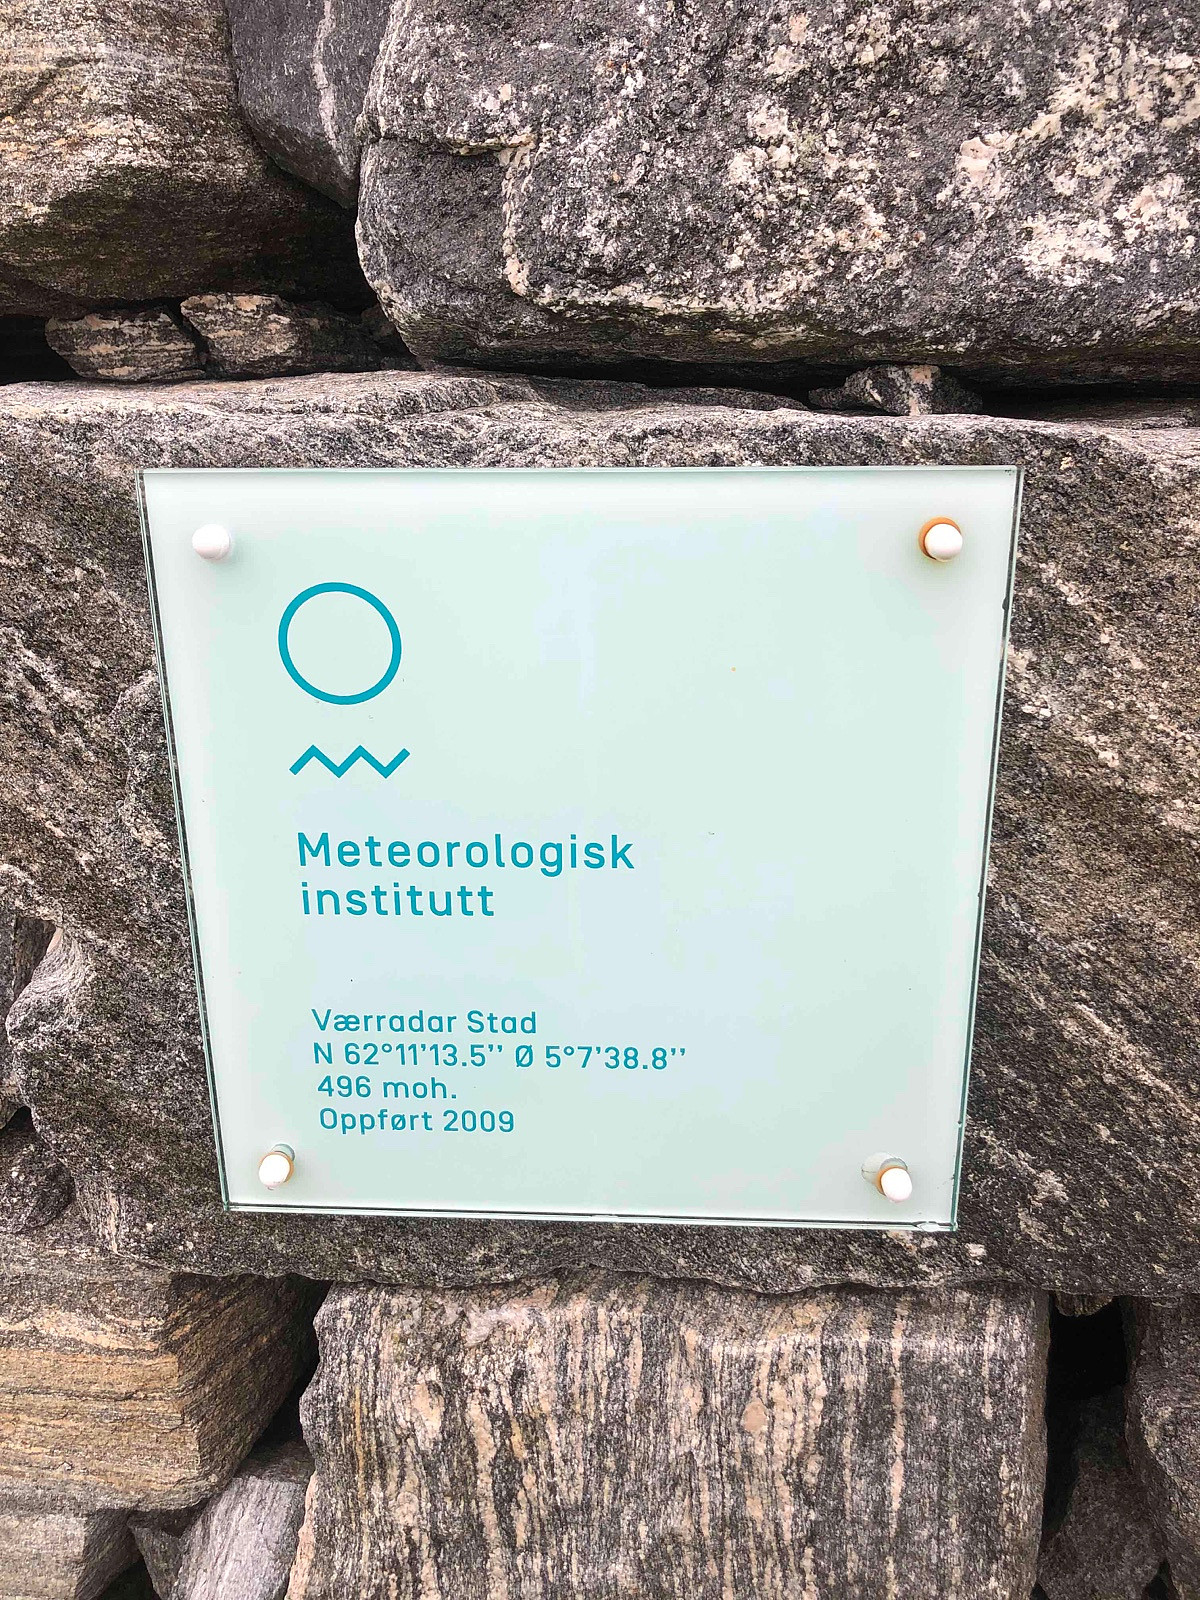 Meteorologisk
institutt
Værradar Stad
N 62°11'13.5'' Ø 5°7'38.8''
496 moh.
Oppført 2009